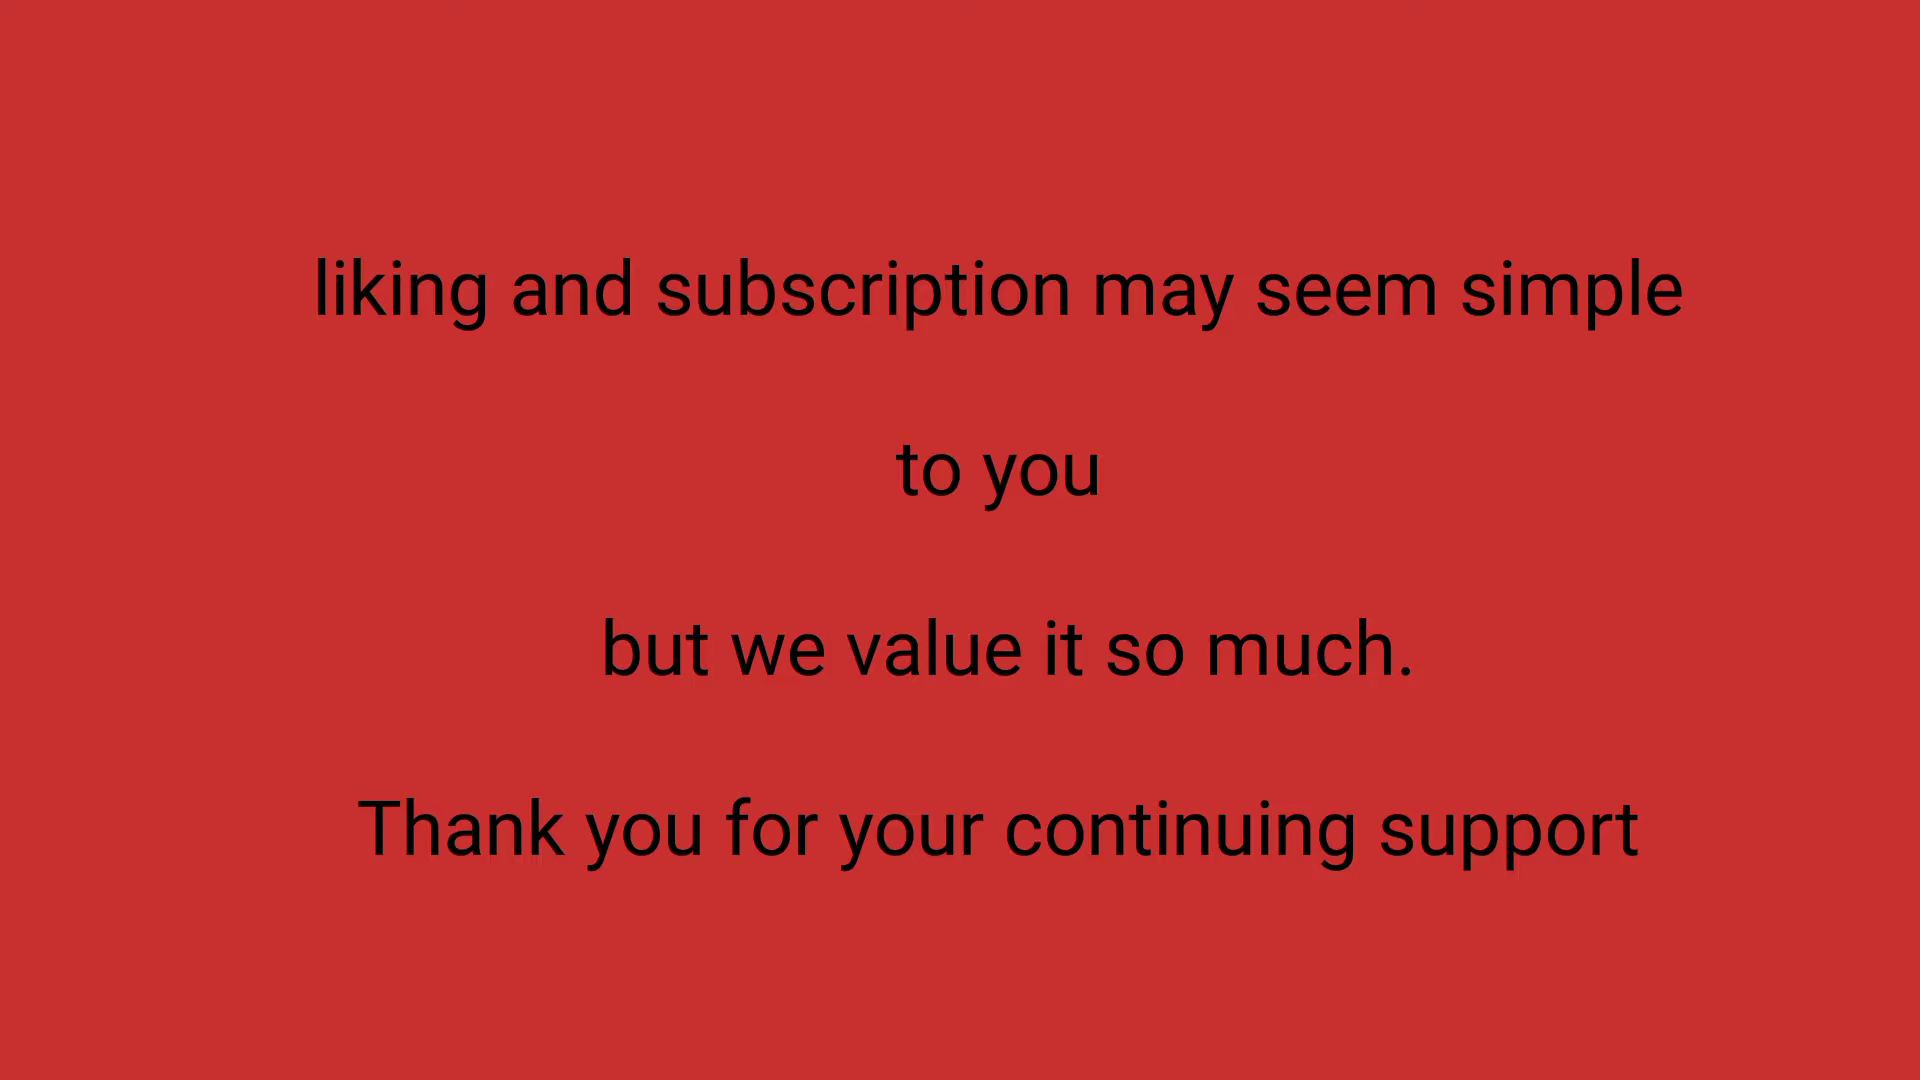 liking and subscription may seem simple
to you
but we value it so much.
Thank you for your continuing support